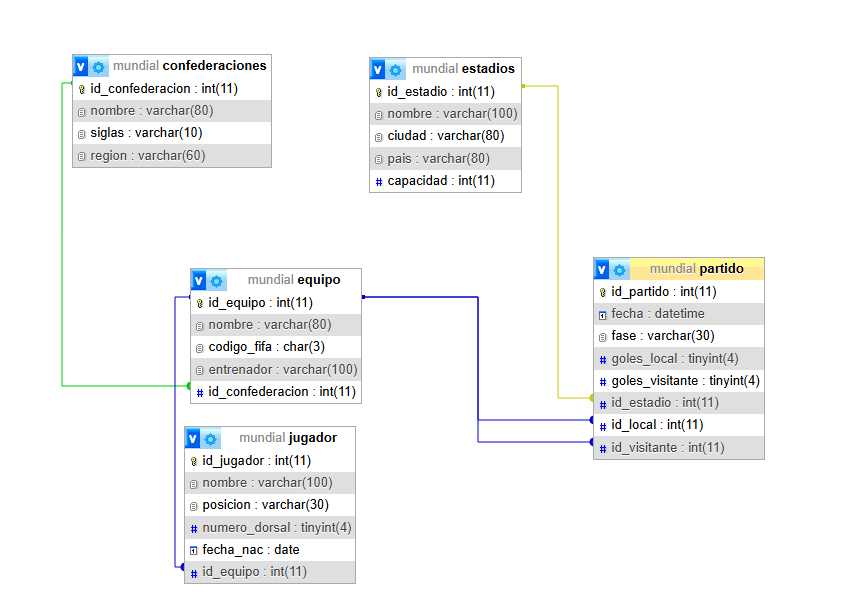 mundial confederaciones
id_confederacion : int(11)
nombre : varchar(80)
siglas : varchar(10)
region : varchar(60)
mundial estadios
id_estadio : int(11)
nombre : varchar(100)
ciudad : varchar(80)
pais : varchar(80)
# capacidad : int(11)
mundial equipo
id_equipo : int(11)
nombre : varchar(80)
codigo_fifa : char(3)
entrenador : varchar(100)
# id_confederacion : int(11)
mundial partido
id_partido : int(11)
fecha : datetime
fase : varchar(30)
# goles_local : tinyint(4)
# goles_visitante : tinyint(4)
# id_estadio : int(11)
# id_local : int(11)
# id_visitante : int(11)
mundial jugador
id_jugador : int(11)
nombre : varchar(100)
posicion : varchar(30)
# numero_dorsal : tinyint(4)
fecha_nac : date
# id_equipo : int(11)